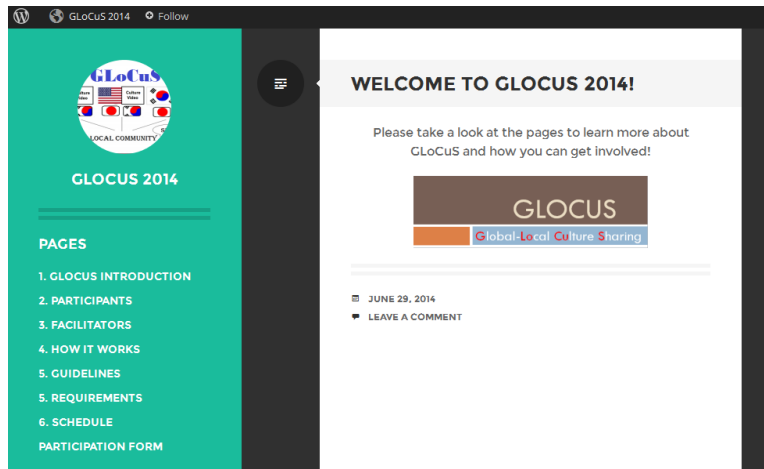 GLoCuS 2014 Follow
GLoCuS
Culture
Video
LOCAL COMMUNITY
GLOCUS 2014
PAGES
1. GLOCUS INTRODUCTION
2. PARTICIPANTS
3. FACILITATORS
4. HOW IT WORKS
5. GUIDELINES
5. REQUIREMENTS
6. SCHEDULE
PARTICIPATION FORM
WELCOME TO GLOCUS 2014!
Please take a look at the pages to learn more about
GLoCuS and how you can get involved!
GLOCUS
Global-Local Culture Sharing
JUNE 29, 2014
LEAVE A COMMENT